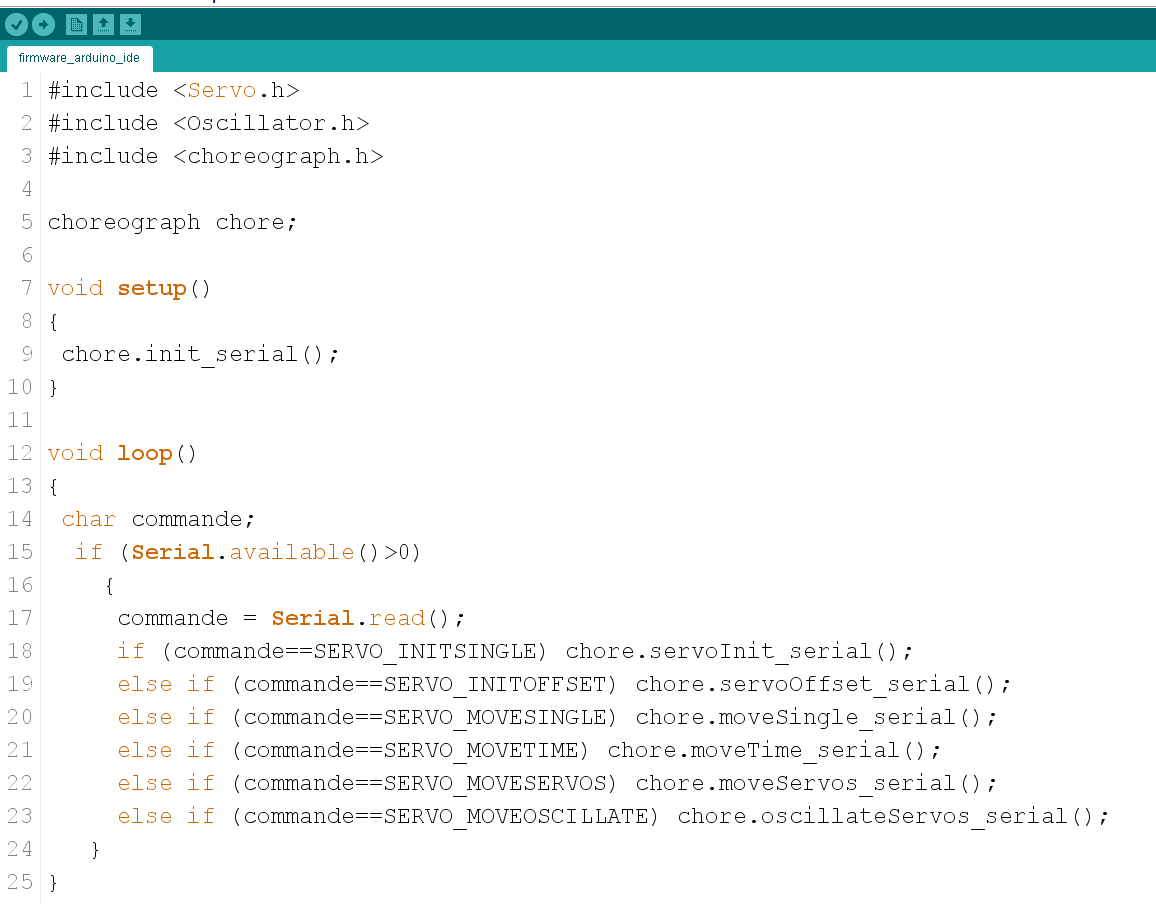 firmware_arduino_ide
1 #include <Servo.h>
2 #include <Oscillator.h>
3 #include <choreograph.h>
4
5 choreograph chore;
6
7 void setup()
8 {
9  chore.init_serial();
10 }
11
12 void loop()
13 {
14  char commande;
15   if (Serial.available()>0)
16     {
17      commande = Serial.read();
18      if (commande==SERVO_INITSINGLE) chore.servoInit_serial();
19      else if (commande==SERVO_INITOFFSET) chore.servoOffset_serial();
20      else if (commande==SERVO_MOVESINGLE) chore.moveSingle_serial();
21      else if (commande==SERVO_MOVETIME) chore.moveTime_serial();
22      else if (commande==SERVO_MOVESERVOS) chore.moveServos_serial();
23      else if (commande==SERVO_MOVEOSCILLATE) chore.oscillateServos_serial();
24    }
25 }